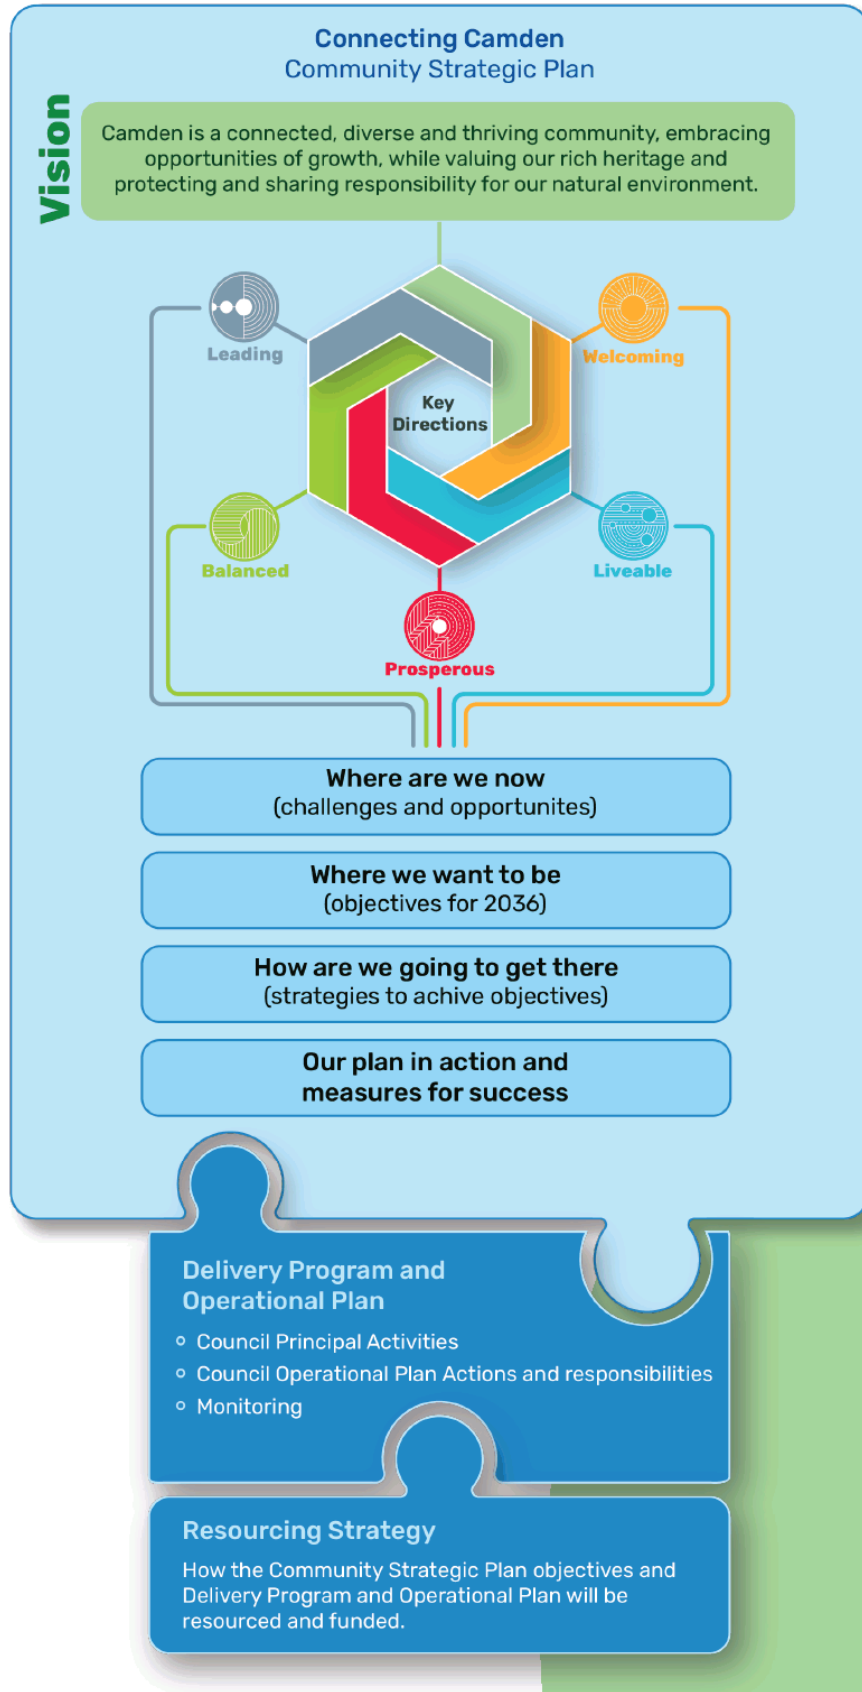 Connecting Camden
Community Strategic Plan
Vision
Camden is a connected, diverse and thriving community, embracing
opportunities of growth, while valuing our rich heritage and
protecting and sharing responsibility for our natural environment.
Leading
Welcoming
Key
Directions
Balanced
Liveable
Prosperous
Where are we now
(challenges and opportunites)
Where we want to be
(objectives for 2036)
How are we going to get there
(strategies to achive objectives)
Our plan in action and
measures for success
Delivery Program and
Operational Plan
Council Principal Activities
Council Operational Plan Actions and responsibilities
Monitoring
Resourcing Strategy
How the Community Strategic Plan objectives and
Delivery Program and Operational Plan will be
resourced and funded.